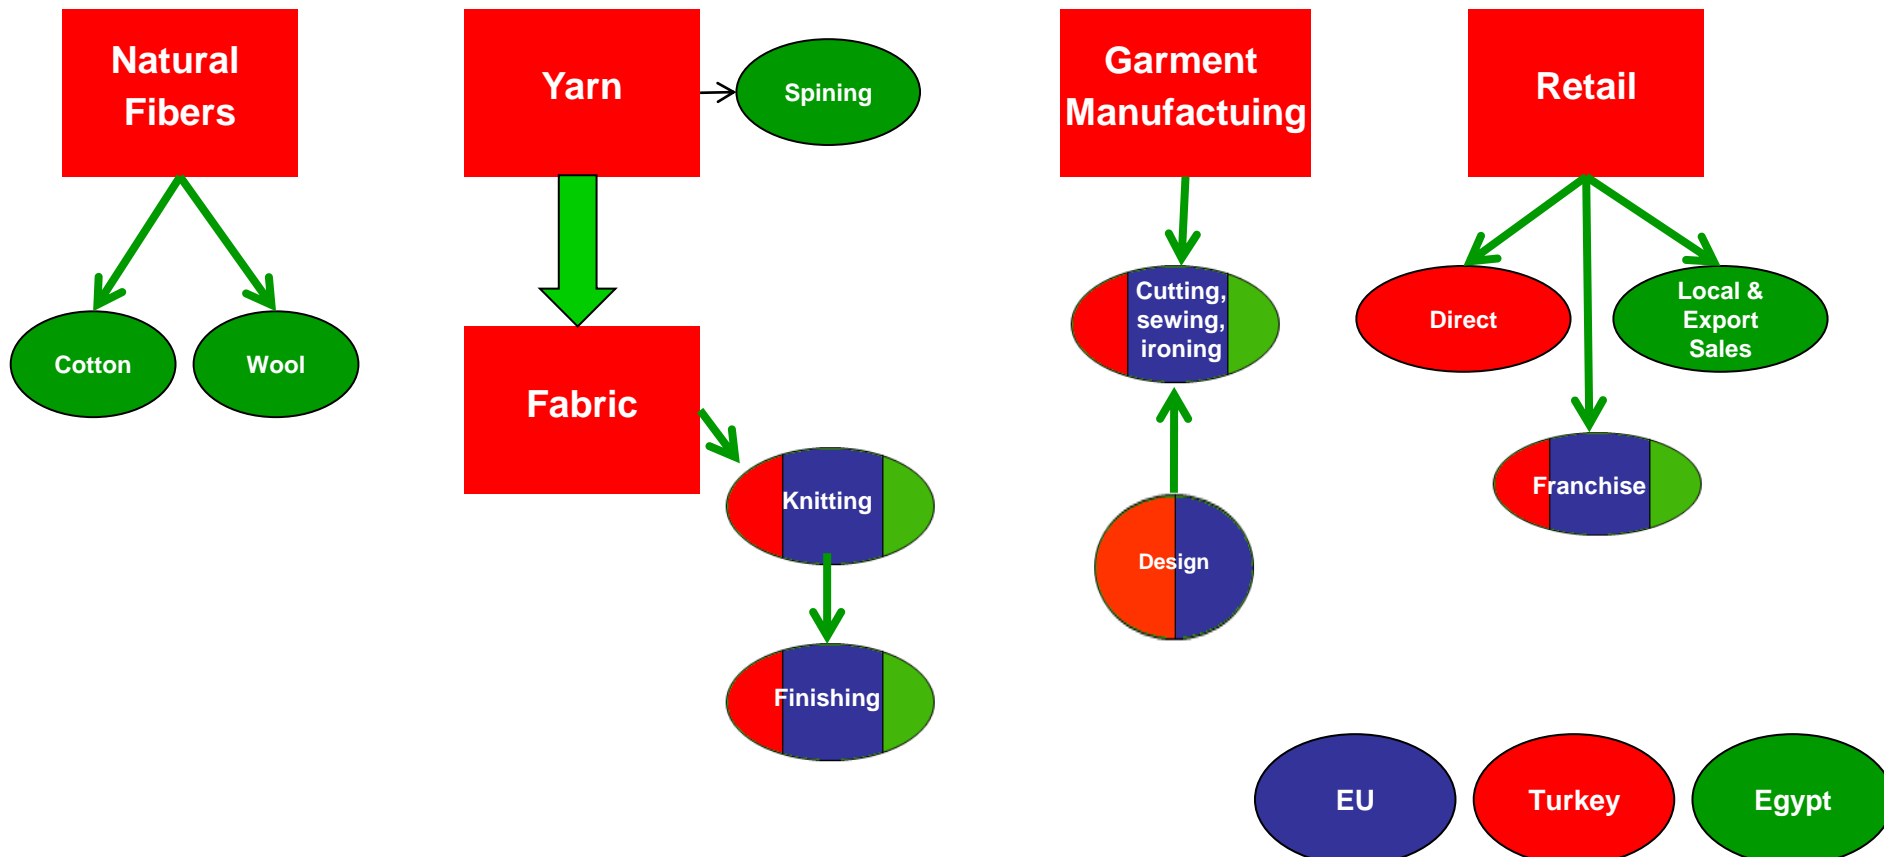 Natural
Fibers
Yarn
Spining
Garment
Manufactuing
Retail
Cotton
Wool
Fabric
Knitting
Finishing
Cutting,
sewing,
ironing
Design
Direct
Local &
Export
Sales
Franchise
EU
Turkey
Egypt